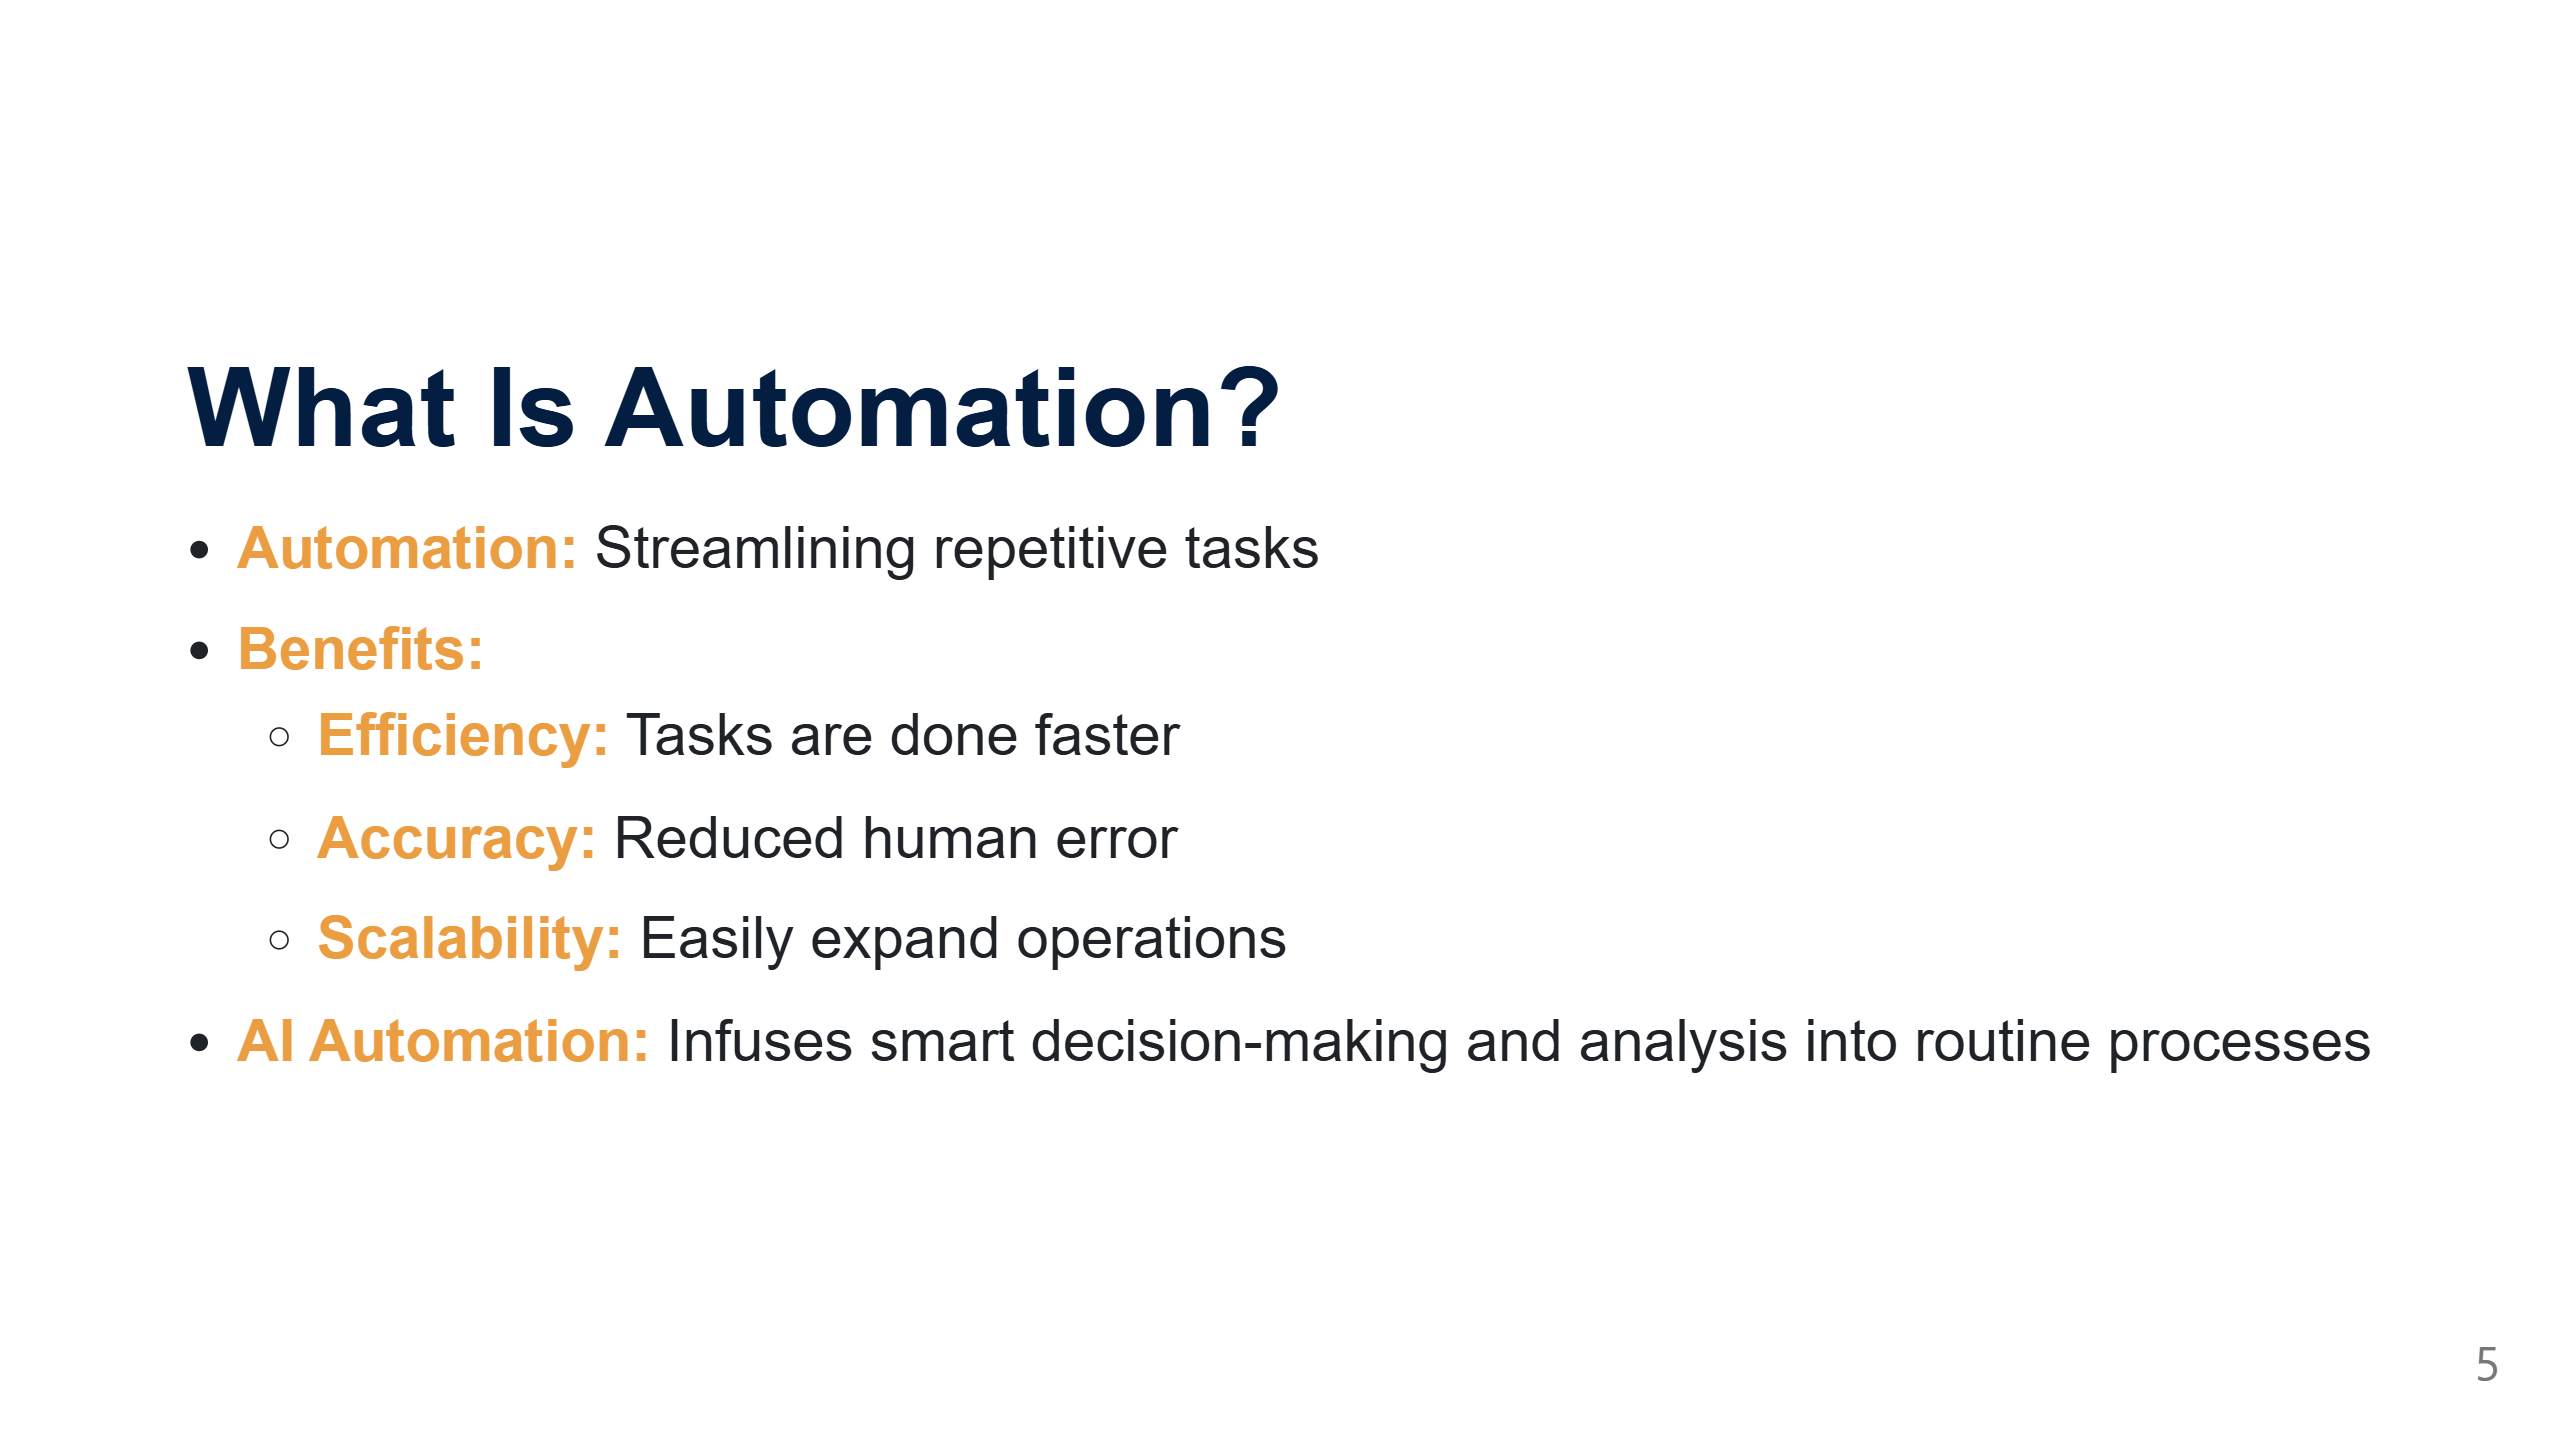 What Is Automation?
• Automation: Streamlining repetitive tasks
• Benefits:
○ Efficiency: Tasks are done faster
○ Accuracy: Reduced human error
○ Scalability: Easily expand operations
• AI Automation: Infuses smart decision-making and analysis into routine processes
5